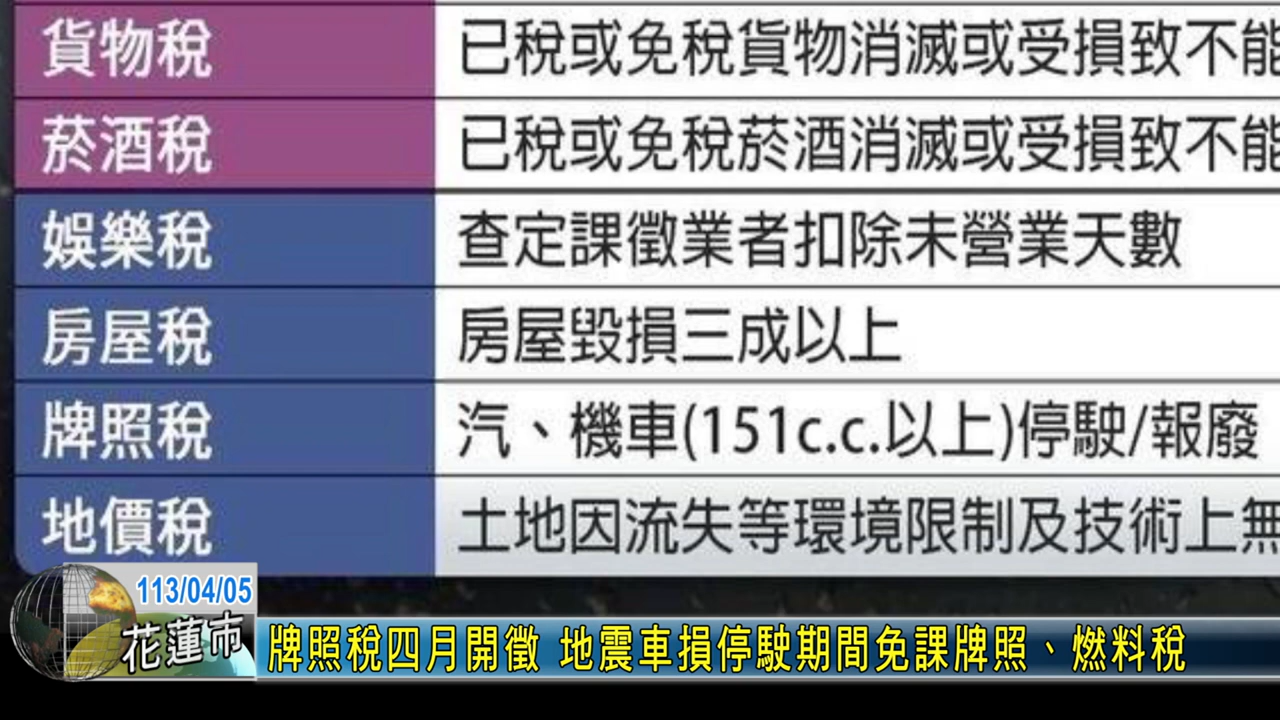 貨物稅 已稅或免稅貨物消滅或受損致不能
菸酒稅 已稅或免稅菸酒消滅或受損致不能
娛樂稅 查定課徵業者扣除未營業天數
房屋稅 房屋毀損三成以上
牌照稅 汽、機車(151c.c.以上)停駛/報廢
地價稅 土地因流失等環境限制及技術上無
113/04/05
花蓮市
牌照稅四月開徵 地震車損停駛期間免課牌照、燃料稅